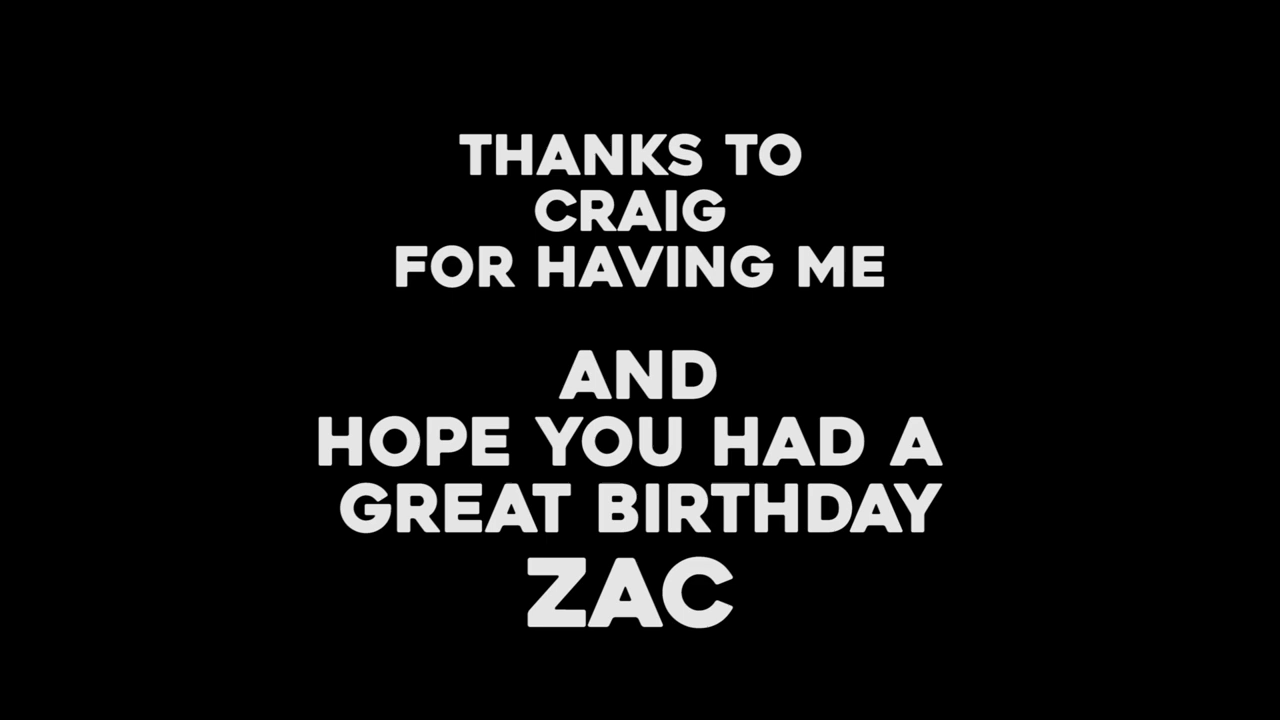 THANKS TO
CRAIG
FOR HAVING ME
AND
HOPE YOU HAD A
GREAT BIRTHDAY
ZAC